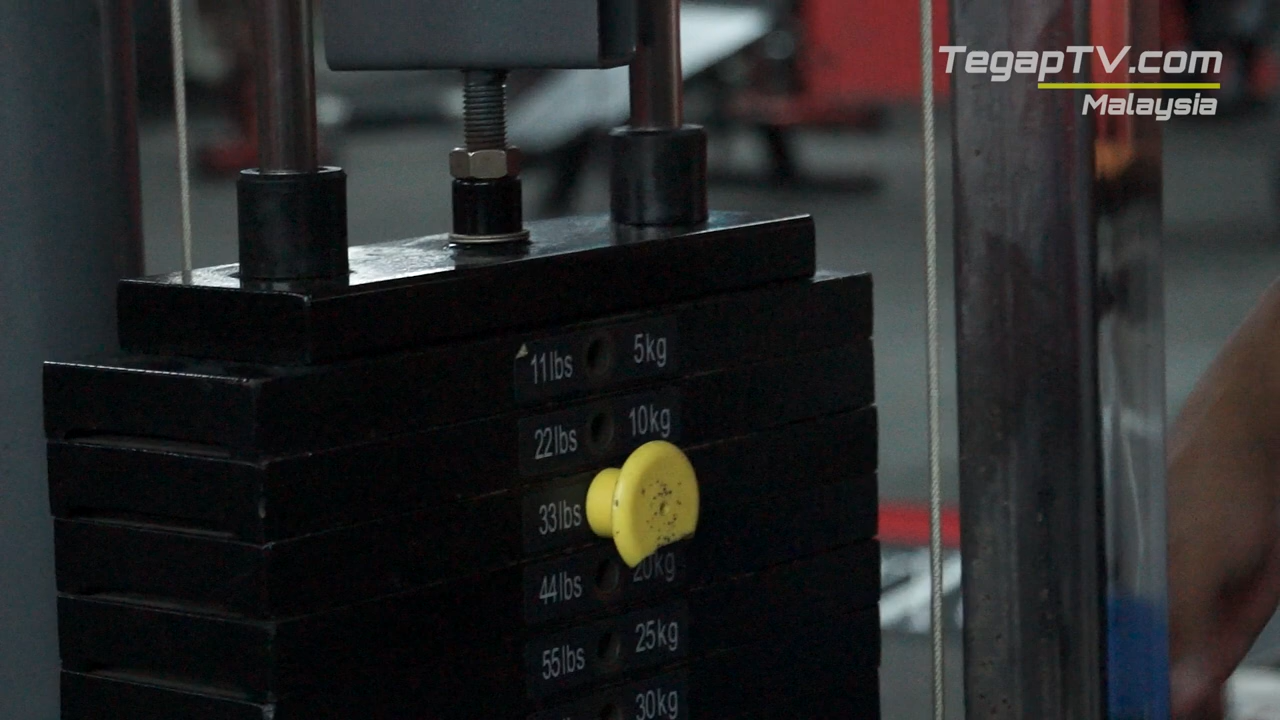 TegapTV.com
Malaysia
11lbs 5kg
22lbs 10kg
33lbs
44lbs 20kg
55lbs 25kg
30kg